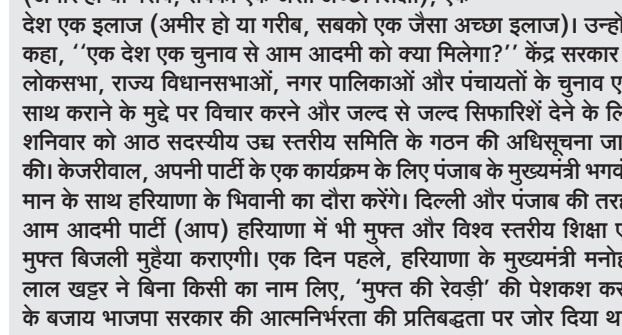 देश एक इलाज (अमीर हो या गरीब, सबको एक जैसा अच्छा इलाज)। उन्हो
कहा, ‘‘एक देश एक चुनाव से आम आदमी को क्या मिलेगा?’’ केंद्र सरकार
लोकसभा, राज्य विधानसभाओं, नगर पालिकाओं और पंचायतों के चुनाव ए
साथ कराने के मुद्दे पर विचार करने और जल्द से जल्द सिफारिशें देने के लि
शनिवार को आठ सदस्यीय उच्च स्तरीय समिति के गठन की अधिसूचना जा
की। केजरीवाल, अपनी पार्टी के एक कार्यक्रम के लिए पंजाब के मुख्यमंत्री भगवं
मान के साथ हरियाणा के भिवानी का दौरा करेंगे। दिल्ली और पंजाब की तरह
आम आदमी पार्टी (आप) हरियाणा में भी मुफ्त और विश्व स्तरीय शिक्षा ए
मुफ्त बिजली मुहैया कराएगी। एक दिन पहले, हरियाणा के मुख्यमंत्री मनोह
लाल खट्टर ने बिना किसी का नाम लिए, ‘मुफ्त की रेवड़ी’ की पेशकश कर
के बजाय भाजपा सरकार की आत्मनिर्भरता की प्रतिबद्धता पर जोर दिया था